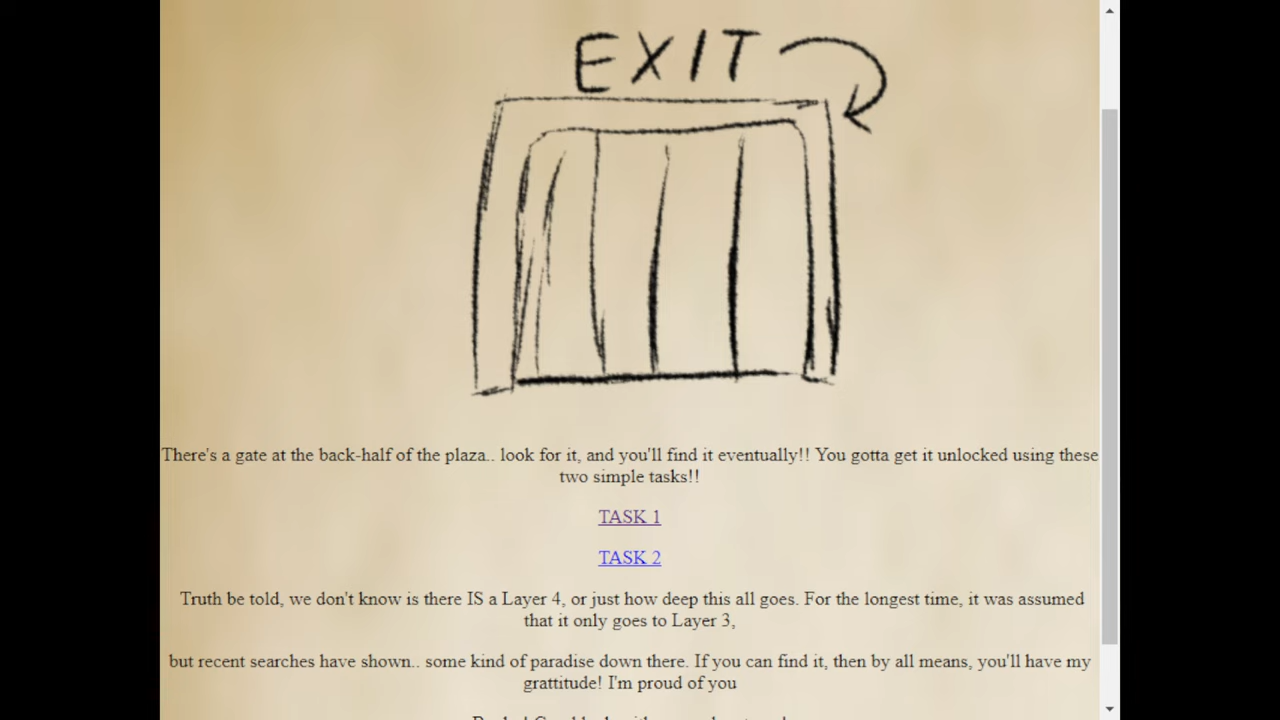 EXIT
There's a gate at the back-half of the plaza.. look for it, and you'll find it eventually!! You gotta get it unlocked using these
two simple tasks!!
TASK 1
TASK 2
Truth be told, we don't know is there IS a Layer 4, or just how deep this all goes. For the longest time, it was assumed
that it only goes to Layer 3,
but recent searches have shown.. some kind of paradise down there. If you can find it, then by all means, you'll have my
grattitude! I'm proud of you